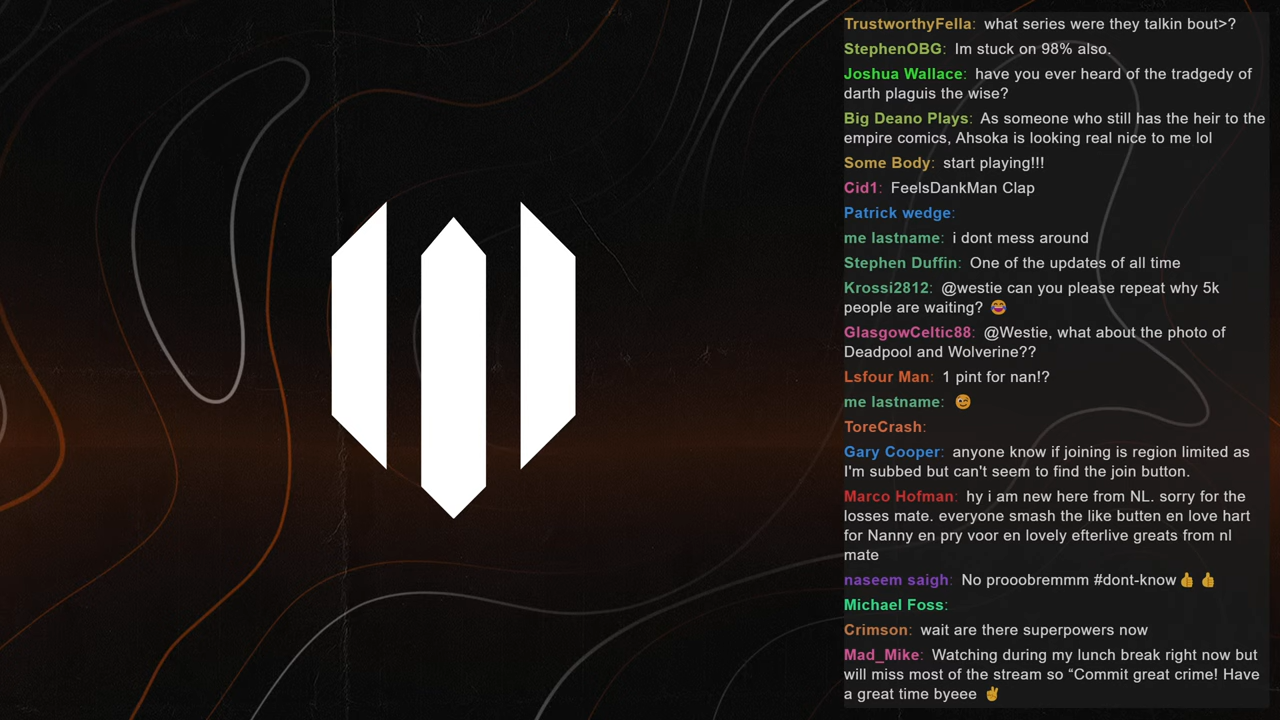 TrustworthyFella: what series were they talkin bout>?
StephenOBG: Im stuck on 98% also.
Joshua Wallace: have you ever heard of the tradgedy of
darth plaguis the wise?
Big Deano Plays: As someone who still has the heir to the
empire comics, Ahsoka is looking real nice to me lol
Some Body: start playing!!!
Cid1: FeelsDankMan Clap
Patrick wedge:
me lastname: i dont mess around
Stephen Duffin: One of the updates of all time
Krossi2812: @westie can you please repeat why 5k
people are waiting? 😂
GlasgowCeltic88: @Westie, what about the photo of
Deadpool and Wolverine??
Lsfour Man: 1 pint for nan!?
me lastname: 😉
ToreCrash:
Gary Cooper: anyone know if joining is region limited as
I'm subbed but can't seem to find the join button.
Marco Hofman: hy i am new here from NL. sorry for the
losses mate. everyone smash the like butten en love hart
for Nanny en pry voor en lovely efterlive greats from nl
mate
naseem saigh: No prooobremmm #dont-know👍 👍
Michael Foss:
Crimson: wait are there superpowers now
Mad_Mike: Watching during my lunch break right now but
will miss most of the stream so “Commit great crime! Have
a great time byeee ✌